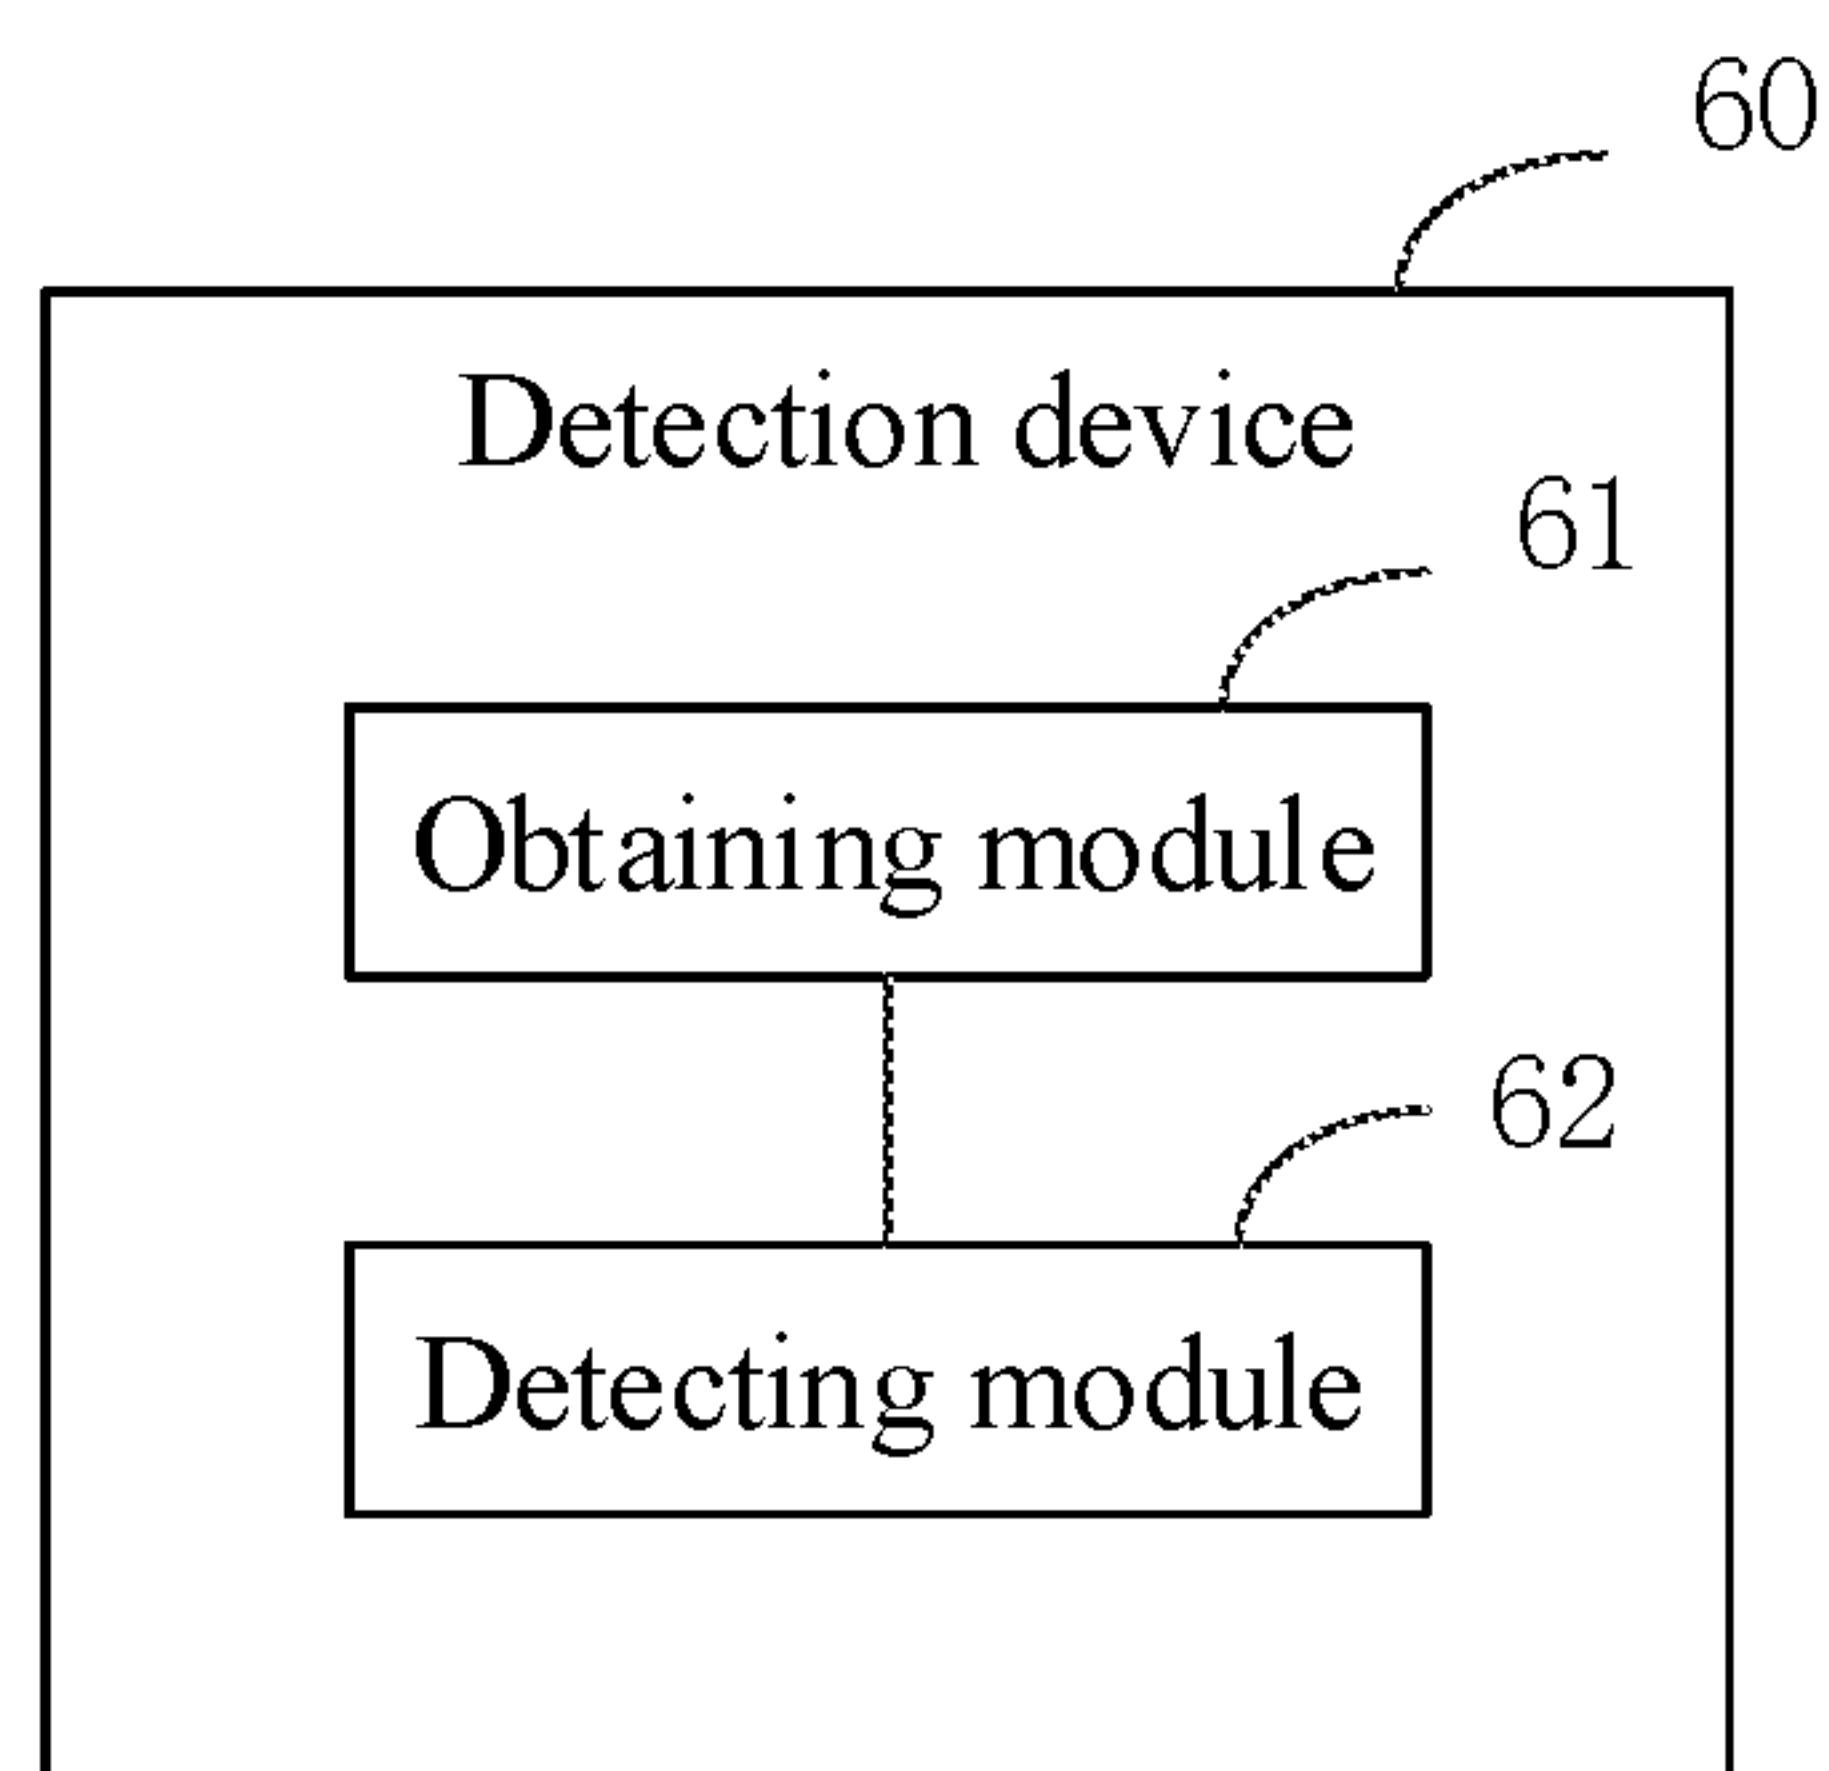 60
Detection device
61
Obtaining module
62
Detecting module